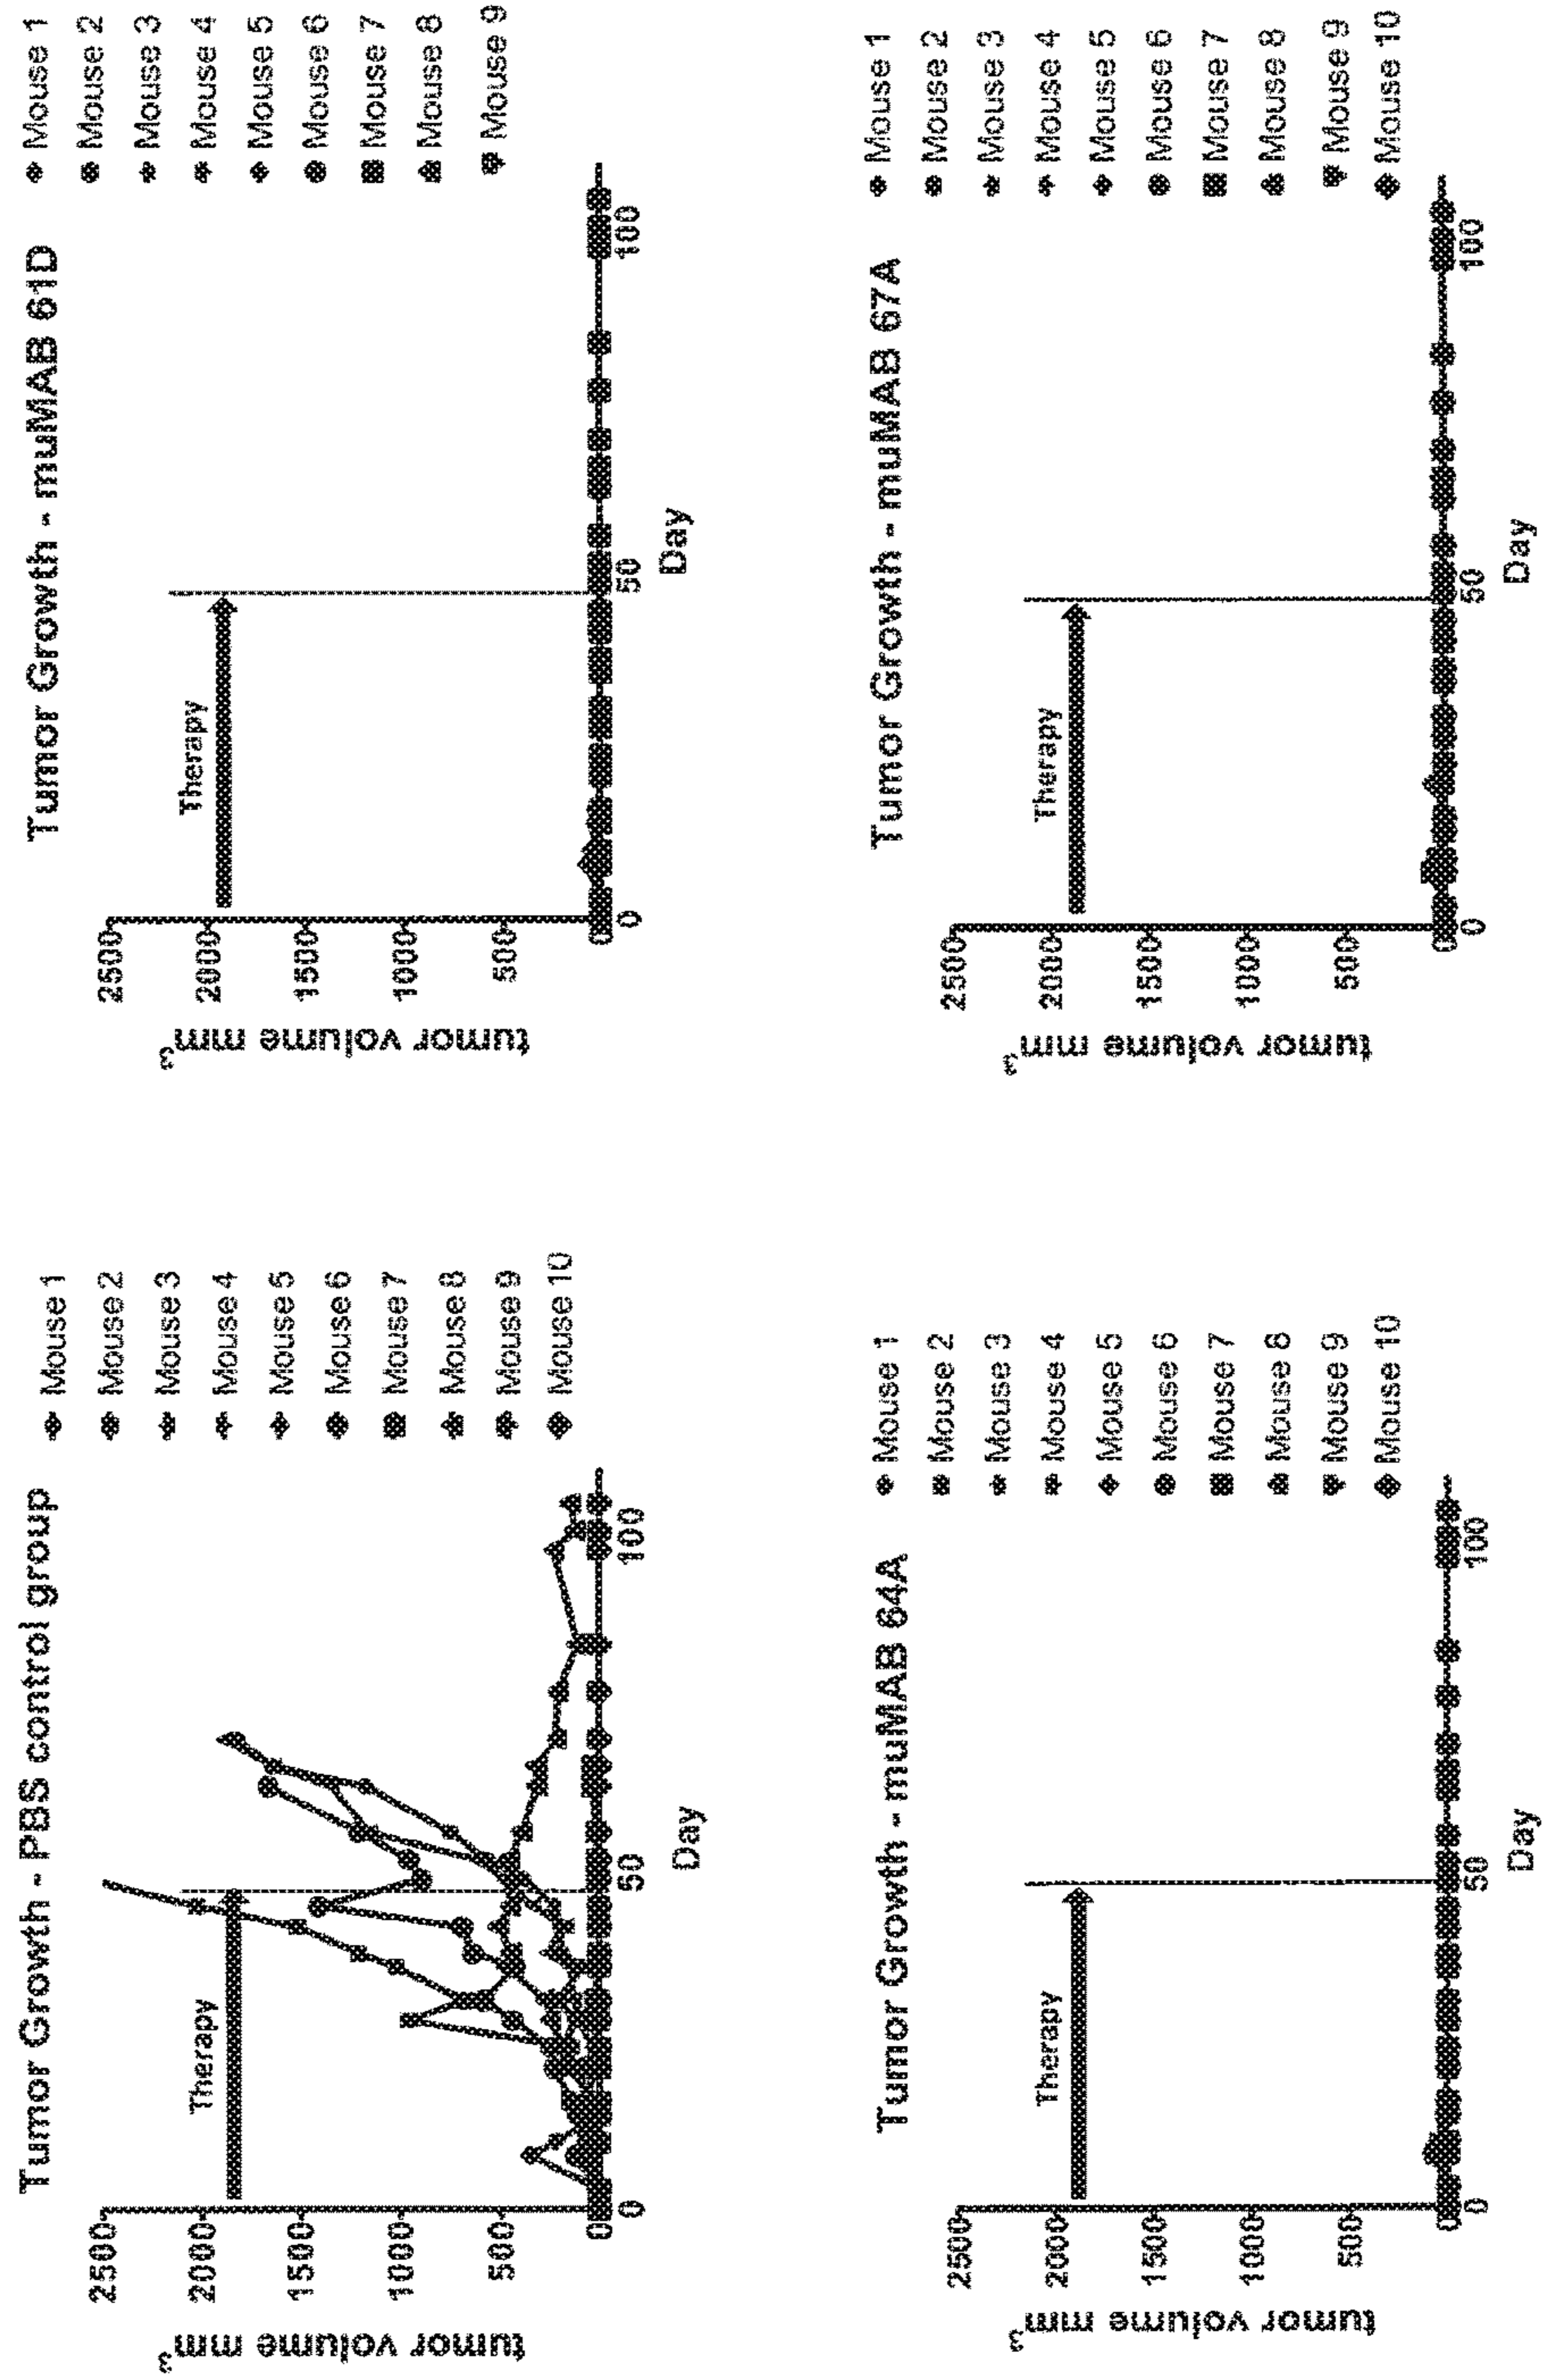 Tumor Growth - PBS control group
2500
2000
1500
1000
500
0
tumor volume mm3
Therapy
0
50
100
Day
Mouse 1
Mouse 2
Mouse 3
Mouse 4
Mouse 5
Mouse 6
Mouse 7
Mouse 8
Mouse 9
Mouse 10
Tumor Growth - muMAB 61D
2500
2000
1500
1000
500
0
tumor volume mm3
Therapy
0
50
100
Day
Mouse 1
Mouse 2
Mouse 3
Mouse 4
Mouse 5
Mouse 6
Mouse 7
Mouse 8
Mouse 9
Tumor Growth - muMAB 64A
2500
2000
1500
1000
500
0
tumor volume mm3
Therapy
0
50
100
Day
Mouse 1
Mouse 2
Mouse 3
Mouse 4
Mouse 5
Mouse 6
Mouse 7
Mouse 8
Mouse 9
Mouse 10
Tumor Growth - muMAB 67A
2500
2000
1500
1000
500
0
tumor volume mm3
Therapy
0
50
100
Day
Mouse 1
Mouse 2
Mouse 3
Mouse 4
Mouse 5
Mouse 6
Mouse 7
Mouse 8
Mouse 9
Mouse 10